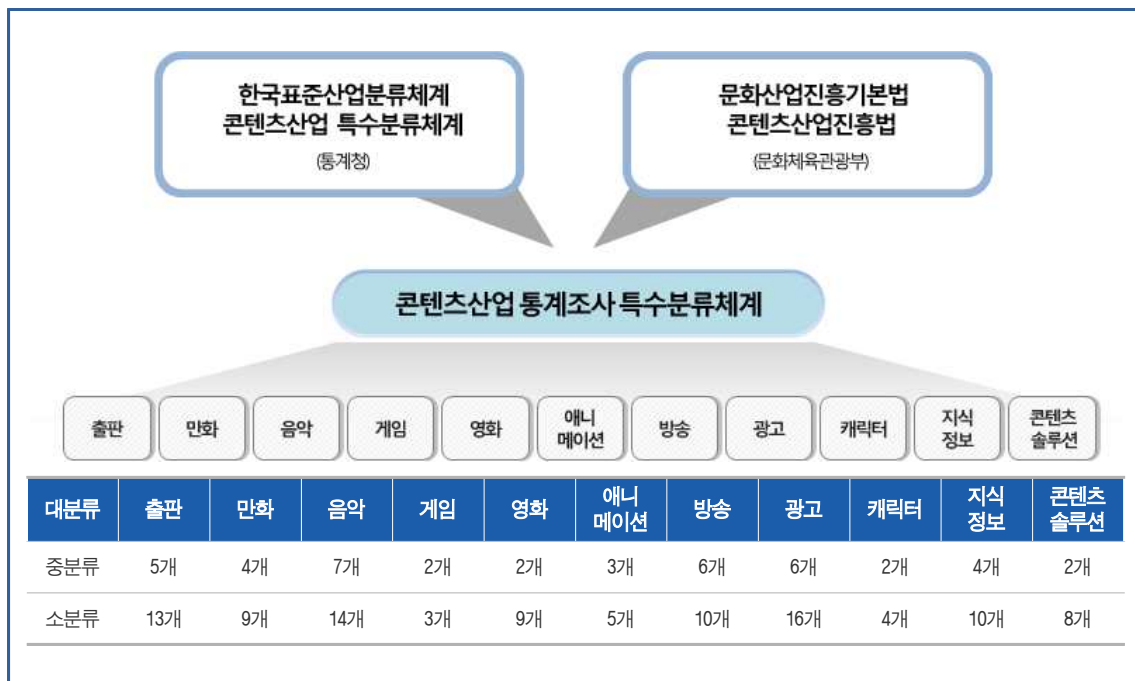 한국표준산업분류체계
콘텐츠산업 특수분류체계
(통계청)
문화산업진흥기본법
콘텐츠산업진흥법
(문화체육관광부)
콘텐츠산업 통계조사 특수분류체계
출판
만화
음악
게임
영화
애니
메이션
방송
광고
캐릭터
지식
정보
콘텐츠
솔루션
대분류 출판 만화 음악 게임 영화 애니메이션 방송 광고 캐릭터 지식정보 콘텐츠솔루션
중분류 5개 4개 7개 2개 2개 3개 6개 6개 2개 4개 2개
소분류 13개 9개 14개 3개 9개 5개 10개 16개 4개 10개 8개